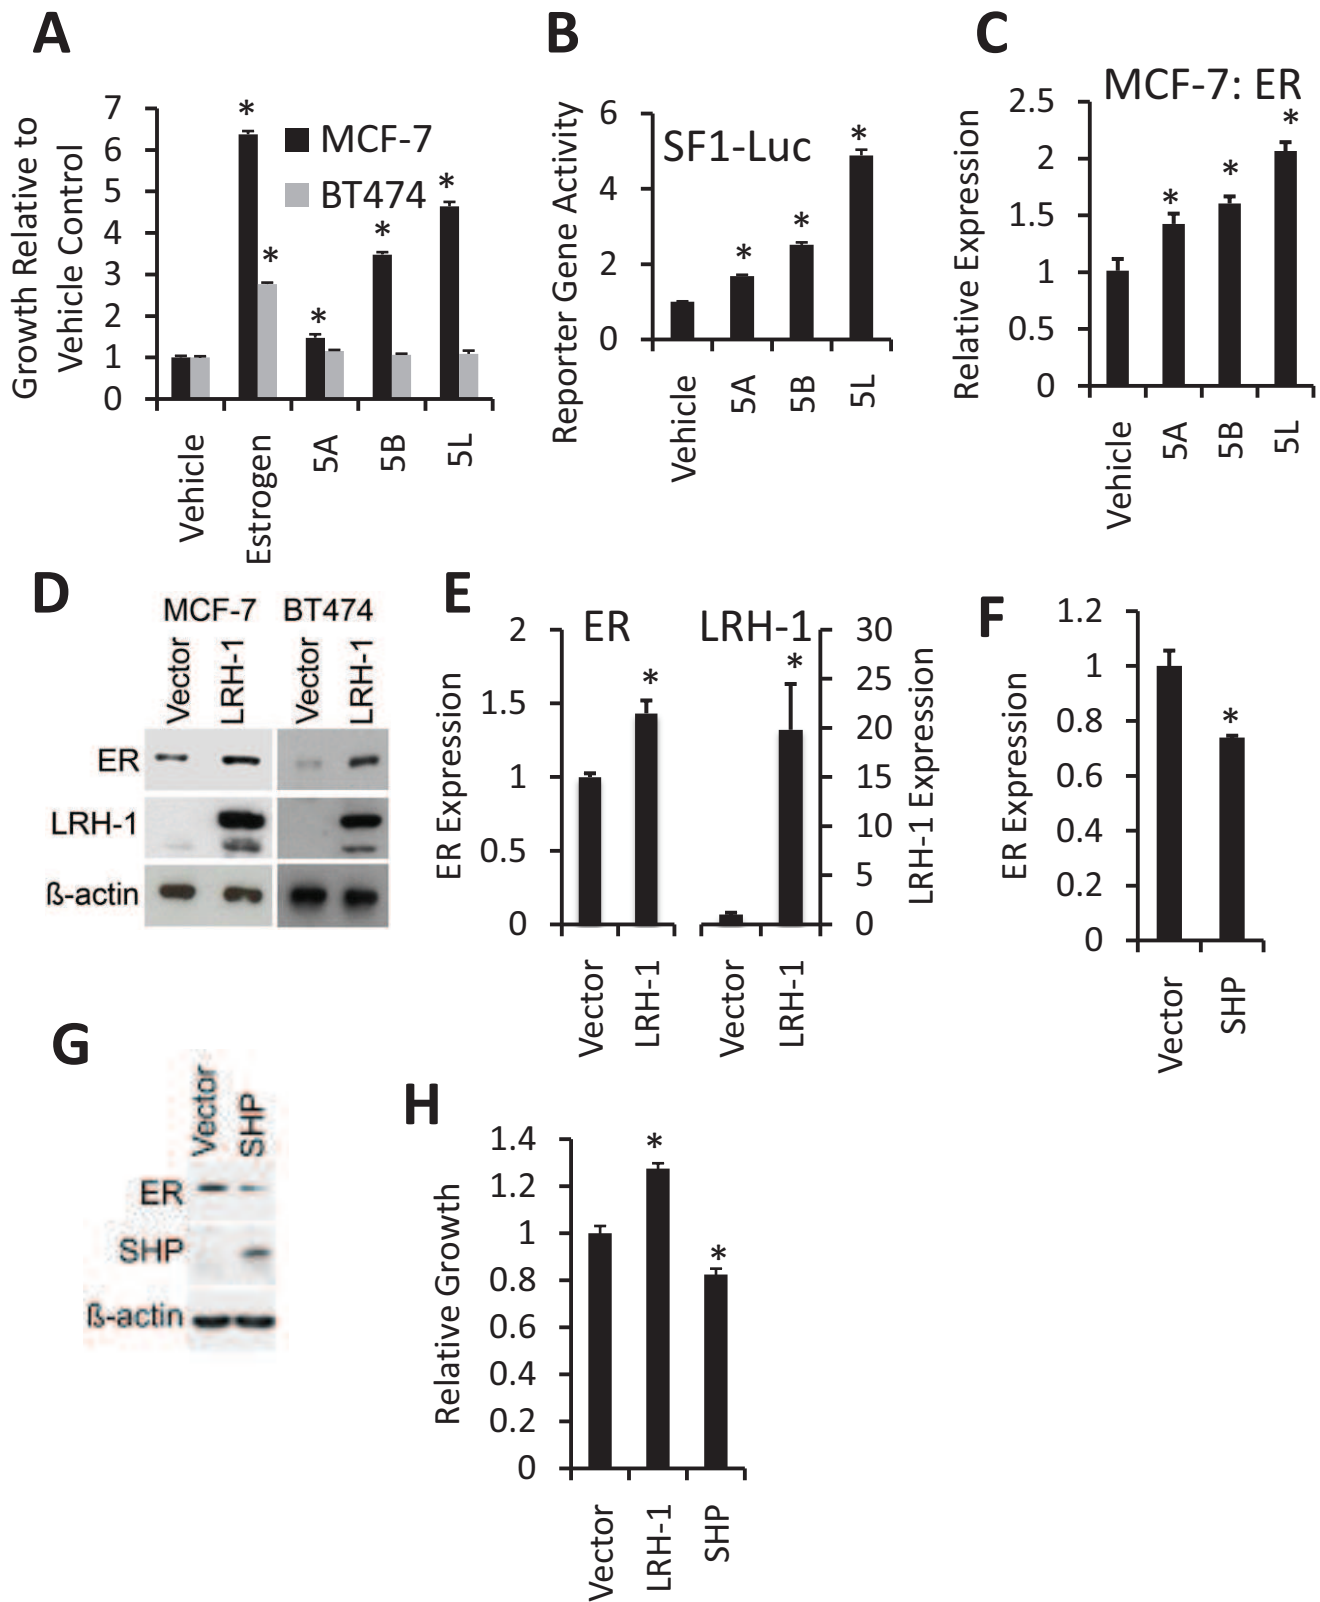 A
Growth Relative to
Vehicle Control
7
6
5
4
3
2
1
0
MCF-7
BT474
*
*
*
*
*
Vehicle
Estrogen
5A
5B
5L
B
Reporter Gene Activity
6
4
2
0
SF1-Luc
*
*
*
Vehicle
5A
5B
5L
C
MCF-7: ER
Relative Expression
2.5
2
1.5
1
0.5
0
*
*
*
Vehicle
5A
5B
5L
D
MCF-7 BT474
Vector
LRH-1
Vector
LRH-1
ER
LRH-1
ß-actin
E
ER Expression
2
1.5
1
0.5
0
ER
*
Vector
LRH-1
LRH-1
*
30
25
20
15
10
5
0
LRH-1 Expression
Vector
LRH-1
F
ER Expression
1.2
1
0.8
0.6
0.4
0.2
0
*
Vector
SHP
G
Vector
SHP
ER
SHP
ß-actin
H
Relative Growth
1.4
1.2
1
0.8
0.6
0.4
0.2
0
*
*
Vector
LRH-1
SHP